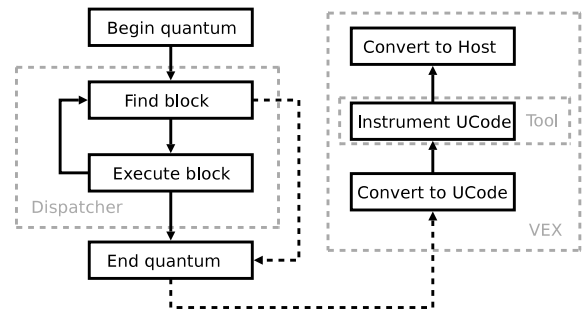 Begin quantum
Find block
Execute block
Dispatcher
End quantum
Convert to Host
Instrument UCode
Tool
Convert to UCode
VEX